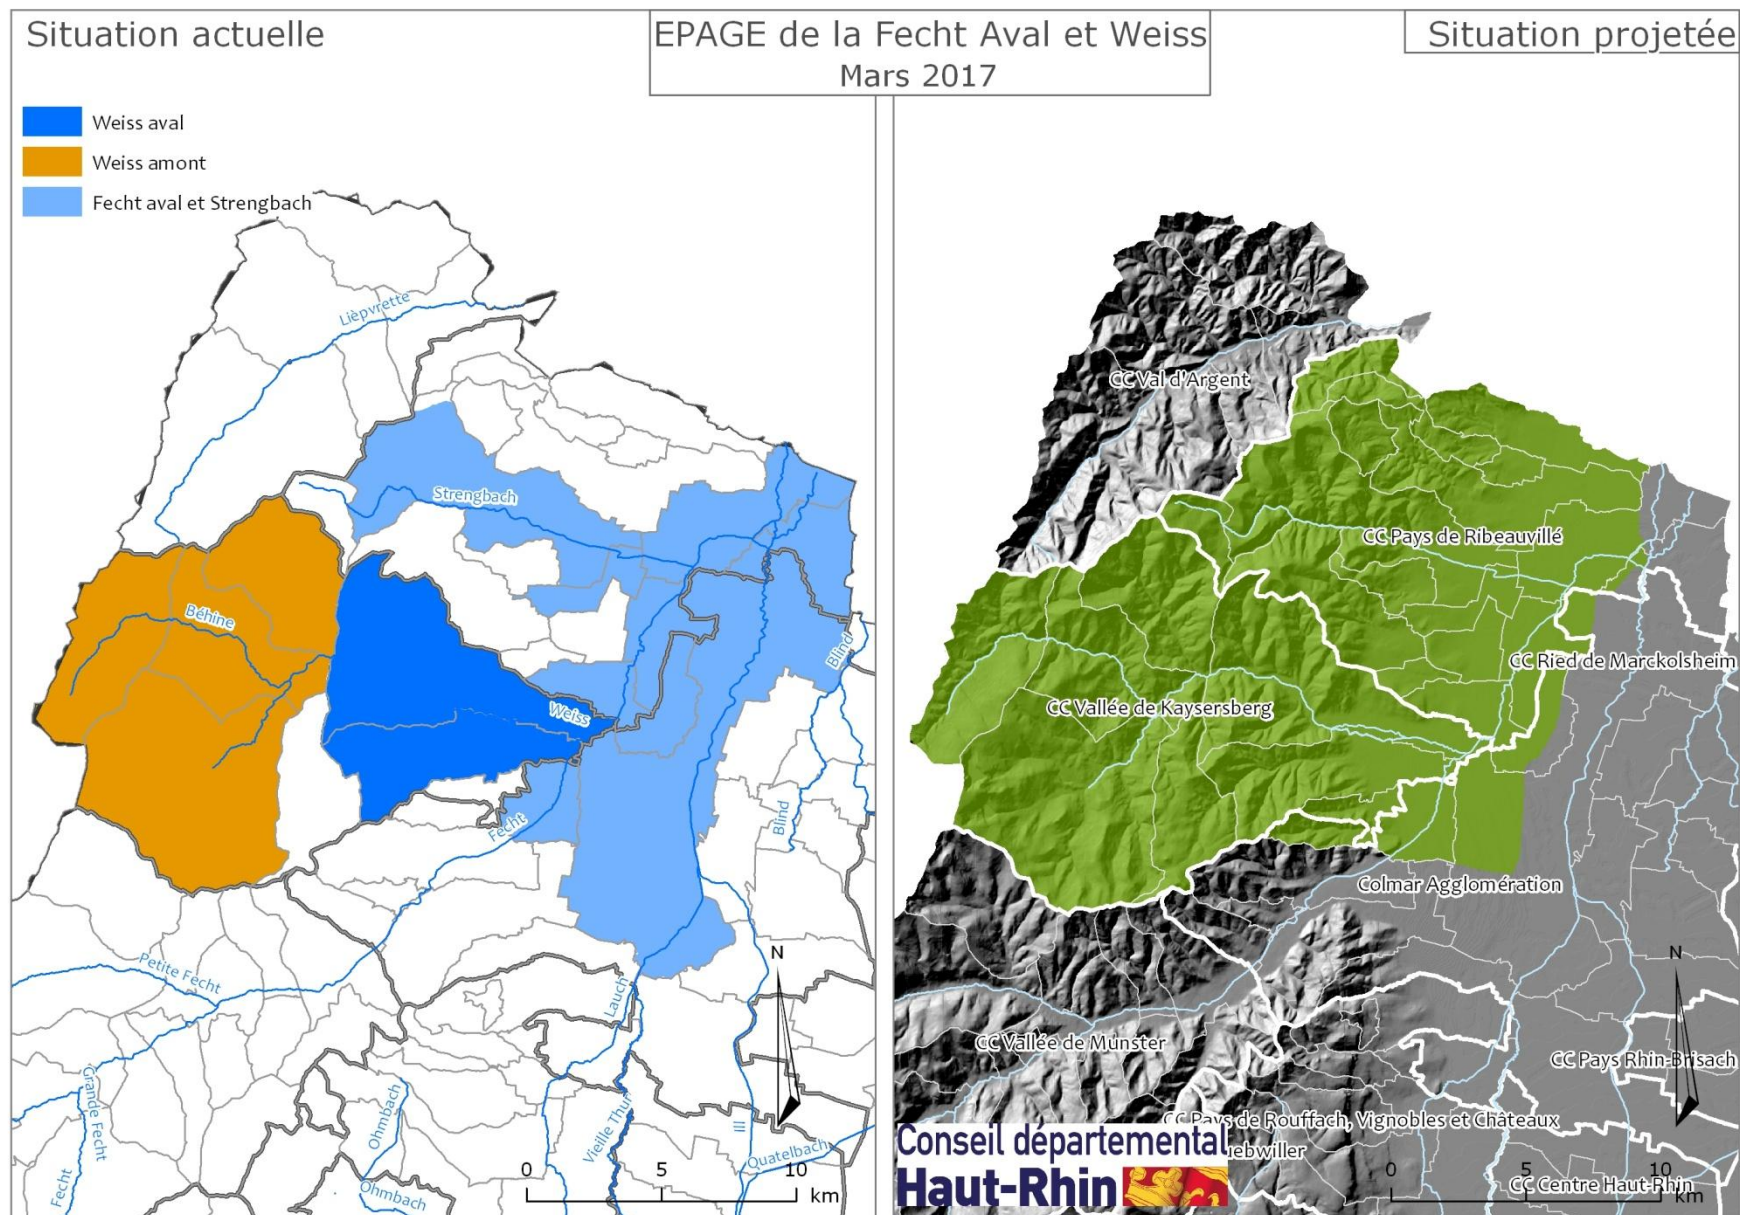 Situation actuelle
EPAGE de la Fecht Aval et Weiss
Mars 2017
Situation projetée
Weiss aval
Weiss amont
Fecht aval et Strengbach
Lièpvrette
Strengbach
Béhine
Weiss
Blind
Blind
Fecht
Petite Fecht
Lauch
Grande Fecht
Fecht
Ohmbach
Ohmbach
Vieille Thur
Ill
Quatelbach
N
0 5 10
km
CC Val d'Argent
CC Pays de Ribeauvillé
CC Ried de Marckolsheim
CC Vallée de Kaysersberg
Colmar Agglomération
CC Vallée de Munster
CC Pays Rhin-Brisach
CC Pays de Rouffach, Vignobles et Châteaux
CC Centre Haut-Rhin
N
0 5 10
km
Conseil départemental
Haut-Rhin